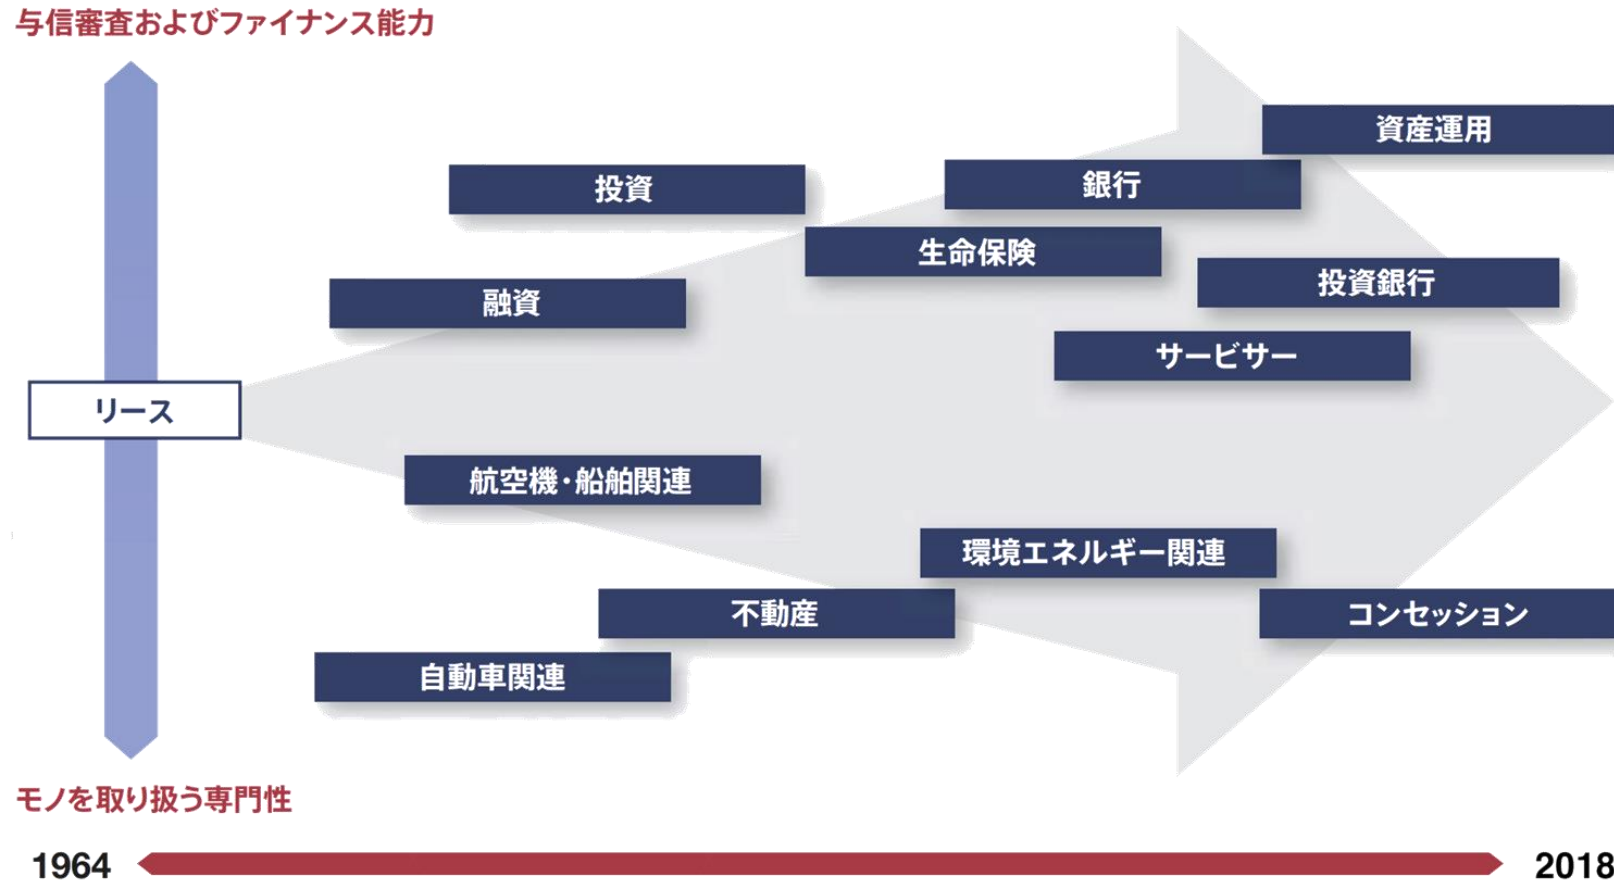 与信審査およびファイナンス能力
資産運用
投資
銀行
生命保険
投資銀行
融資
サービサー
リース
航空機・船舶関連
環境エネルギー関連
不動産
コンセッション
自動車関連
モノを取り扱う専門性
1964
2018